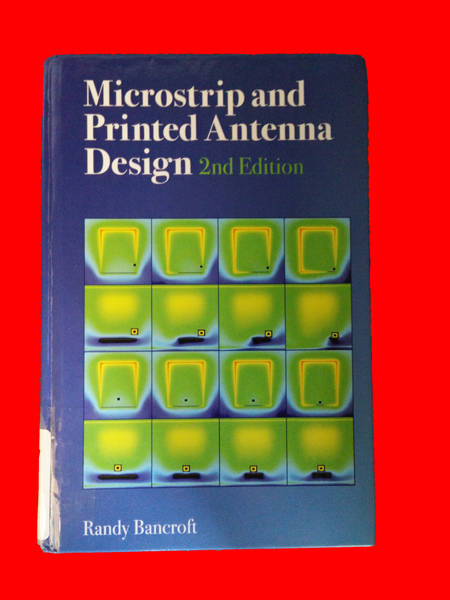 Microstrip and
Printed Antenna
Design 2nd Edition
Randy Bancroft